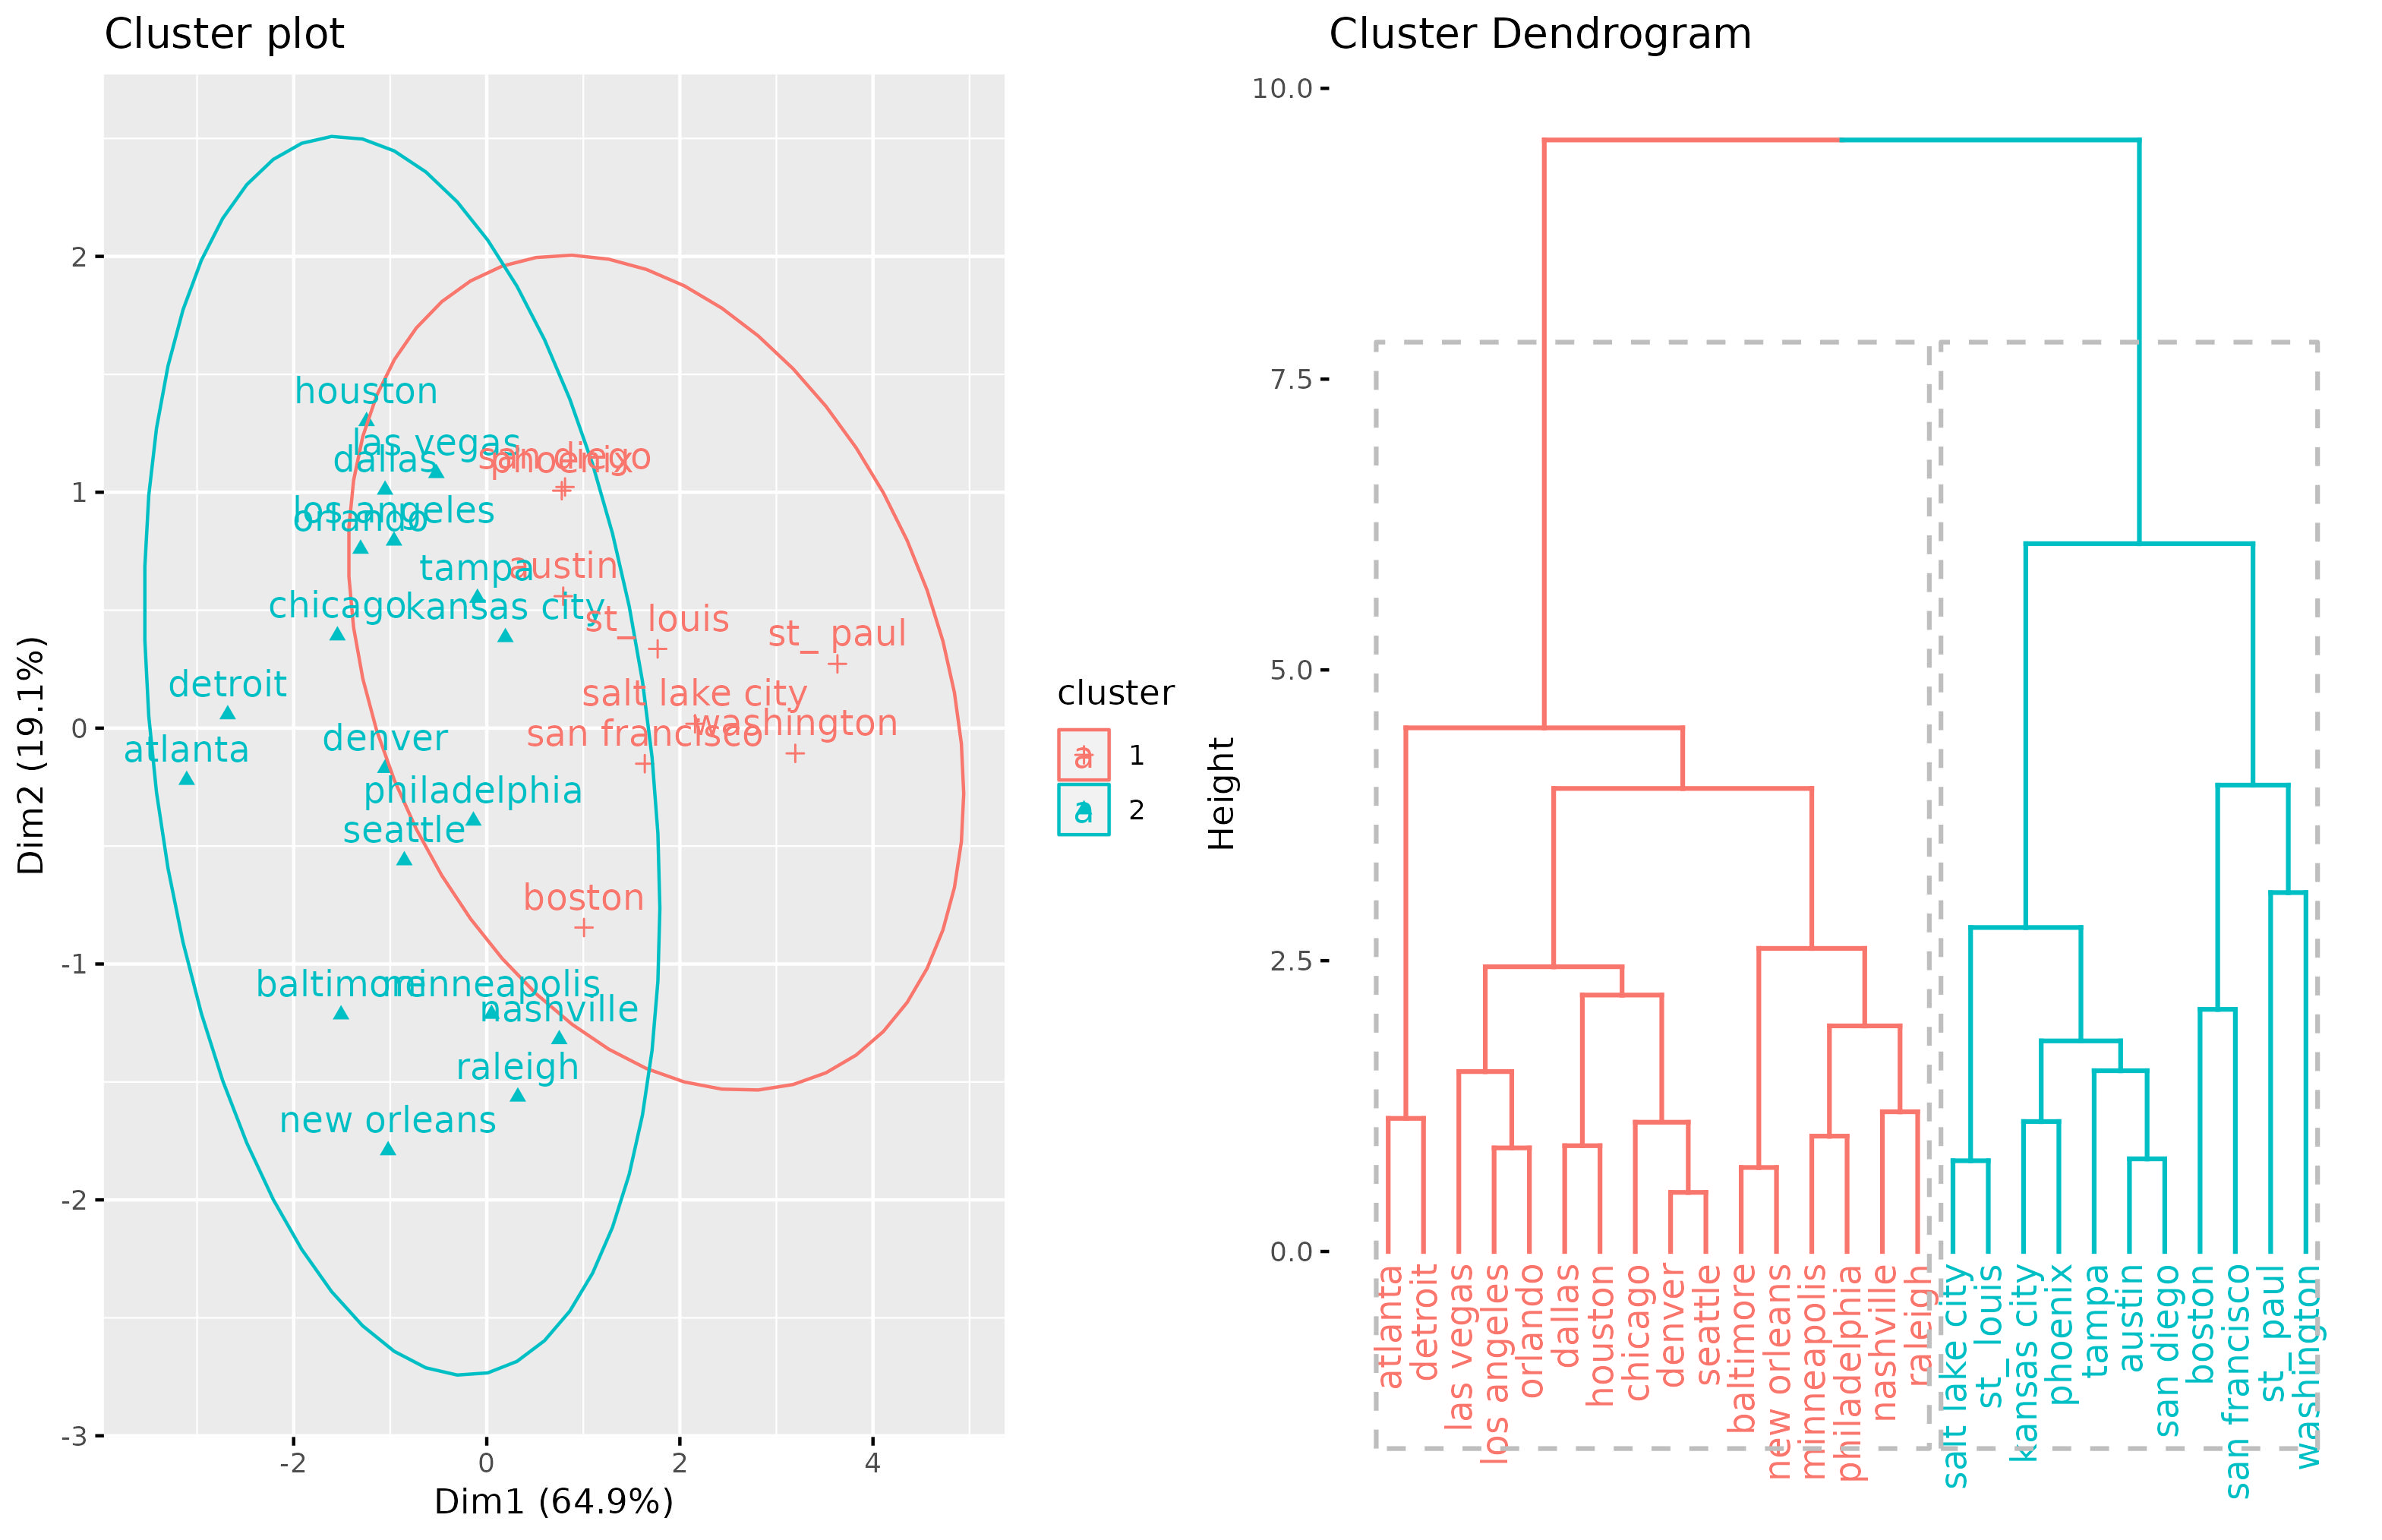 Cluster plot
houston
las vegas
dallas
san diego
phoenix
los angeles
orlando
tampa
austin
chicago
kansas city
st_ louis
st_ paul
detroit
salt lake city
washington
san francisco
denver
atlanta
philadelphia
seattle
boston
baltimore
minneapolis
nashville
raleigh
new orleans
2
1
0
-1
-2
-3
-2
0
2
4
Dim2 (19.1%)
Dim1 (64.9%)
cluster
a 1
a 2
Cluster Dendrogram
10.0
7.5
5.0
2.5
0.0
Height
atlanta
detroit
las vegas
los angeles
orlando
dallas
houston
chicago
denver
seattle
baltimore
new orleans
minneapolis
philadelphia
nashville
raleigh
salt lake city
st_ louis
kansas city
phoenix
tampa
austin
san diego
boston
san francisco
st_ paul
washington